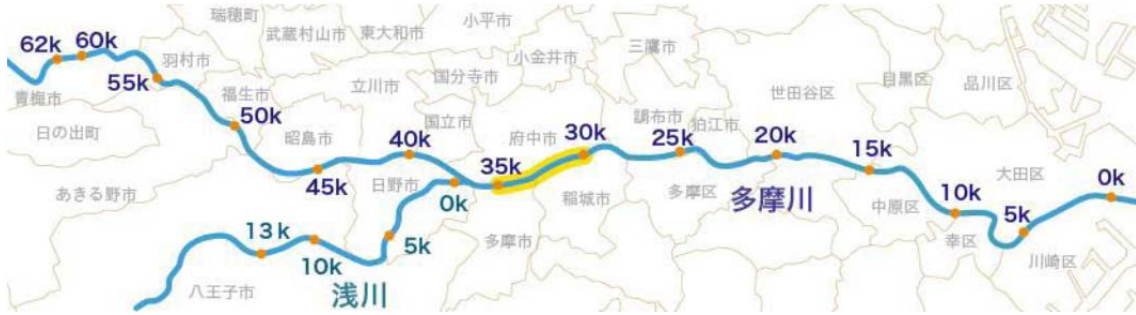 瑞穂町
小平市
武蔵村山市
東大和市
62k
60k
羽村市
小金井市
三鷹市
国分寺市
目黒区
品川区
55k
立川市
青梅市
福生市
世田谷区
50k
日の出町
昭島市
国立市
府中市
調布市
狛江市
40k
30k
25k
20k
15k
35k
45k
日野市
大田区
0k
あきる野市
0k
稲城市
多摩区
多摩川
中原区
10k
5k
13k
5k
多摩市
幸区
10k
川崎区
八王子市
浅川